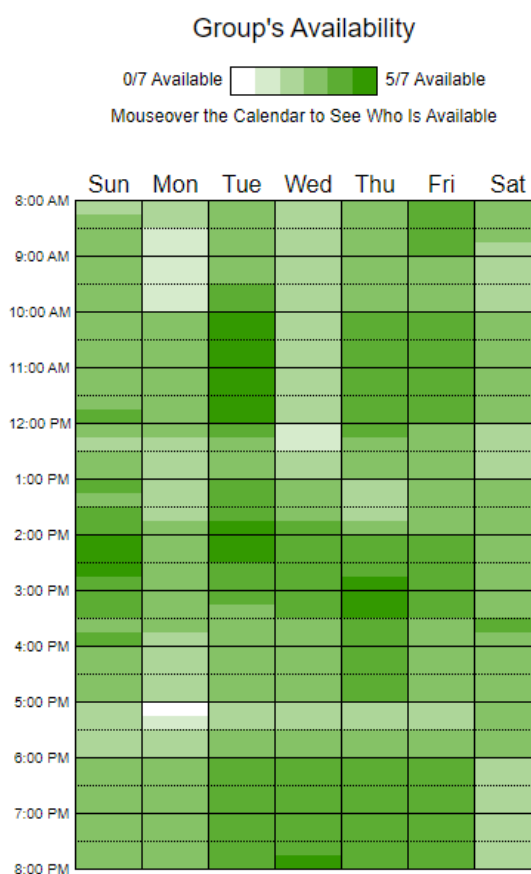 Group's Availability
0/7 Available 5/7 Available
Mouseover the Calendar to See Who Is Available
Sun Mon Tue Wed Thu Fri Sat
8:00 AM
9:00 AM
10:00 AM
11:00 AM
12:00 PM
1:00 PM
2:00 PM
3:00 PM
4:00 PM
5:00 PM
6:00 PM
7:00 PM
8:00 PM